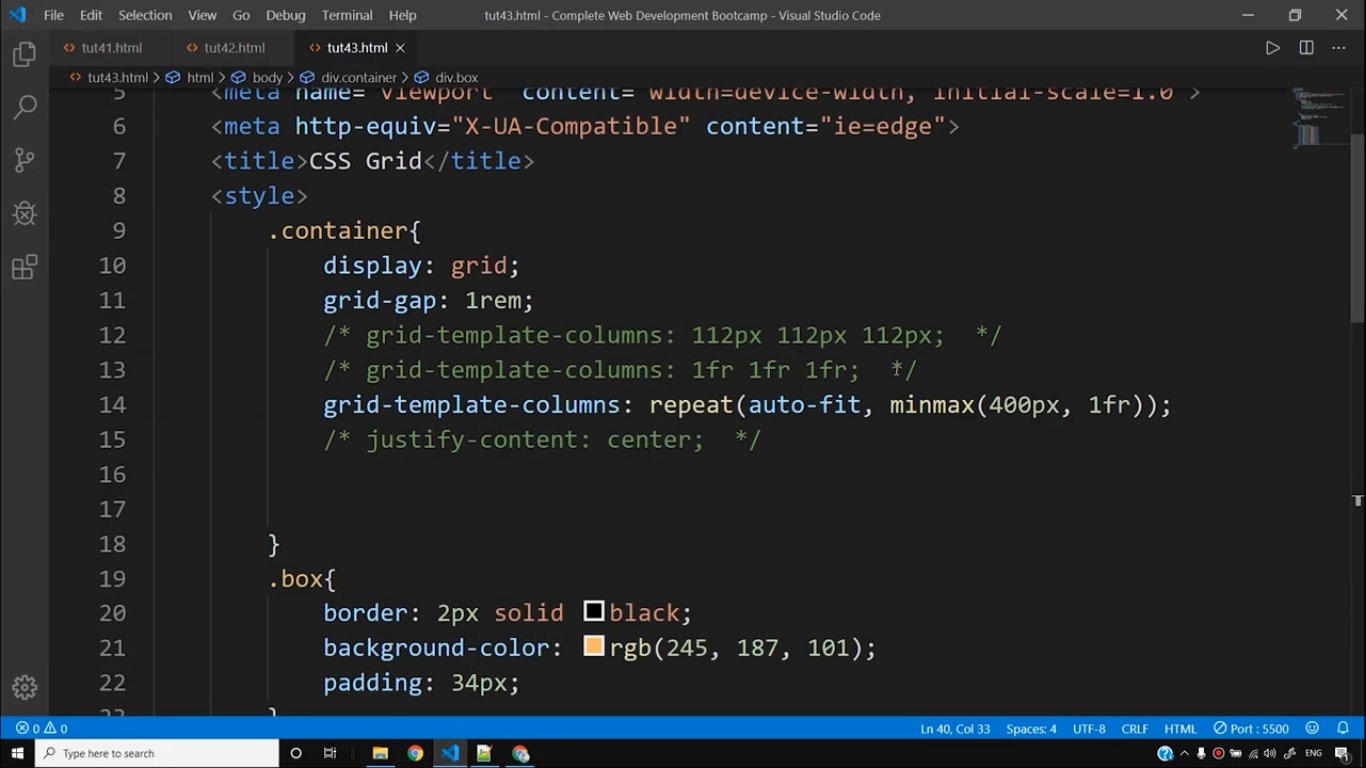 File Edit Selection View Go Debug Terminal Help tut43.html - Complete Web Development Bootcamp - Visual Studio Code
tut41.html tut42.html tut43.html
tut43.html > html > body > div.container > div.box
5 <meta name="viewport" content="width=device-width, initial-scale=1.0">
6 <meta http-equiv="X-UA-Compatible" content="ie=edge">
7 <title>CSS Grid</title>
8 <style>
9 .container{
10 display: grid;
11 grid-gap: 1rem;
12 /* grid-template-columns: 112px 112px 112px;  */
13 /* grid-template-columns: 1fr 1fr 1fr;  */
14 grid-template-columns: repeat(auto-fit, minmax(400px, 1fr));
15 /* justify-content: center;  */
16
17
18 }
19 .box{
20 border: 2px solid black;
21 background-color: rgb(245, 187, 101);
22 padding: 34px;
23 }
0 0 Ln 40, Col 33 Spaces: 4 UTF-8 CRLF HTML Port : 5500
Type here to search ENG 1